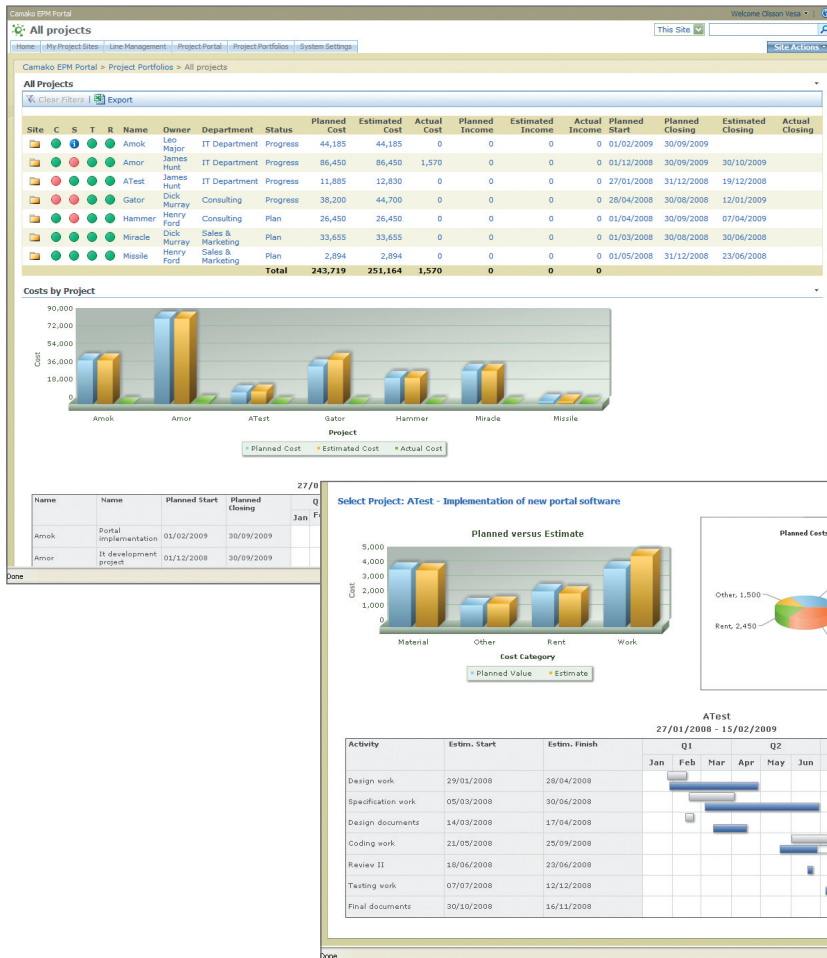 Camako EPM Portal
Welcome Olsson Vesa
All projects
This Site
Home My Project Sites Line Management Project Portal Project Portfolios System Settings
Site Actions
Camako EPM Portal > Project Portfolios > All projects
All Projects
Clear Filters | Export
Site C S T R Name Owner Department Status Planned Cost Estimated Cost Actual Cost Planned Income Estimated Income Actual Income Planned Start Planned Closing Estimated Closing Actual Closing
Amok Leo Major IT Department Progress 44,185 44,185 0 0 0 0 01/02/2009 30/09/2009
Amor James Hunt IT Department Progress 86,450 86,450 1,570 0 0 0 01/12/2008 30/09/2009 30/10/2009
ATest James Hunt IT Department Progress 11,885 12,830 0 0 0 0 27/01/2008 31/12/2008 19/12/2008
Gator Dick Murray Consulting Progress 38,200 44,700 0 0 0 0 28/04/2008 30/08/2008 12/01/2009
Hammer Henry Ford Consulting Plan 26,450 26,450 0 0 0 0 01/04/2008 30/09/2008 07/04/2009
Miracle Dick Murray Sales & Marketing Plan 33,655 33,655 0 0 0 0 01/03/2008 30/08/2008 30/06/2008
Missile Henry Ford Sales & Marketing Plan 2,894 2,894 0 0 0 0 01/05/2008 31/12/2008 23/06/2008
Total 243,719 251,164 1,570 0 0 0
Costs by Project
90,000
72,000
54,000
36,000
18,000
0
Cost
Amok Amor ATest Gator Hammer Miracle Missile
Project
Planned Cost Estimated Cost Actual Cost
27/0
Name Name Planned Start Planned Closing Q
Jan
Amok Portal implementation 01/02/2009 30/09/2009
Amor It development project 01/12/2008 30/09/2009
Done
Select Project: ATest - Implementation of new portal software
Planned versus Estimate
5,000
4,000
3,000
2,000
1,000
0
Cost
Material Other Rent Work
Cost Category
Planned Value Estimate
Planned Costs
Other, 1,500
Rent, 2,450
ATest
27/01/2008 - 15/02/2009
Activity Estim. Start Estim. Finish Q1 Q2
Jan Feb Mar Apr May Jun
Design work 29/01/2008 28/04/2008
Specification work 05/03/2008 30/06/2008
Design documents 14/03/2008 17/04/2008
Coding work 21/05/2008 25/09/2008
Review II 18/06/2008 23/06/2008
Testing work 07/07/2008 12/12/2008
Final documents 30/10/2008 16/11/2008
Done